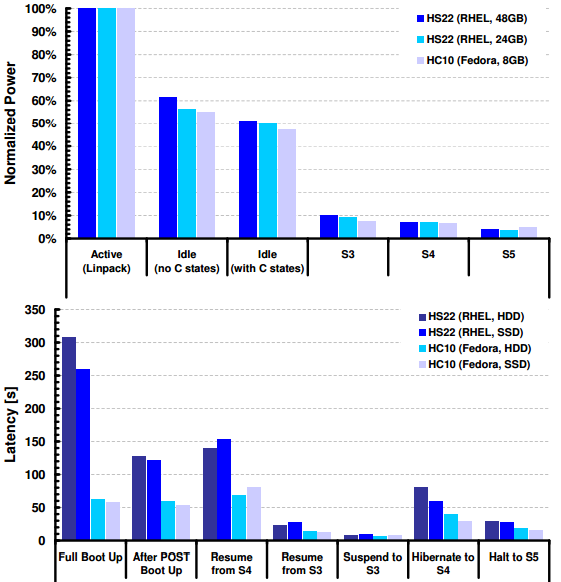 100%
90%
80%
70%
60%
50%
40%
30%
20%
10%
0%
Normalized Power
HS22 (RHEL, 48GB)
HS22 (RHEL, 24GB)
HC10 (Fedora, 8GB)
Active
(Linpack)
Idle
(no C states)
Idle
(with C states)
S3
S4
S5
350
300
250
200
150
100
50
0
Latency [s]
HS22 (RHEL, HDD)
HS22 (RHEL, SSD)
HC10 (Fedora, HDD)
HC10 (Fedora, SSD)
Full Boot Up
After POST
Boot Up
Resume
from S4
Resume
from S3
Suspend to
S3
Hibernate to
S4
Halt to S5